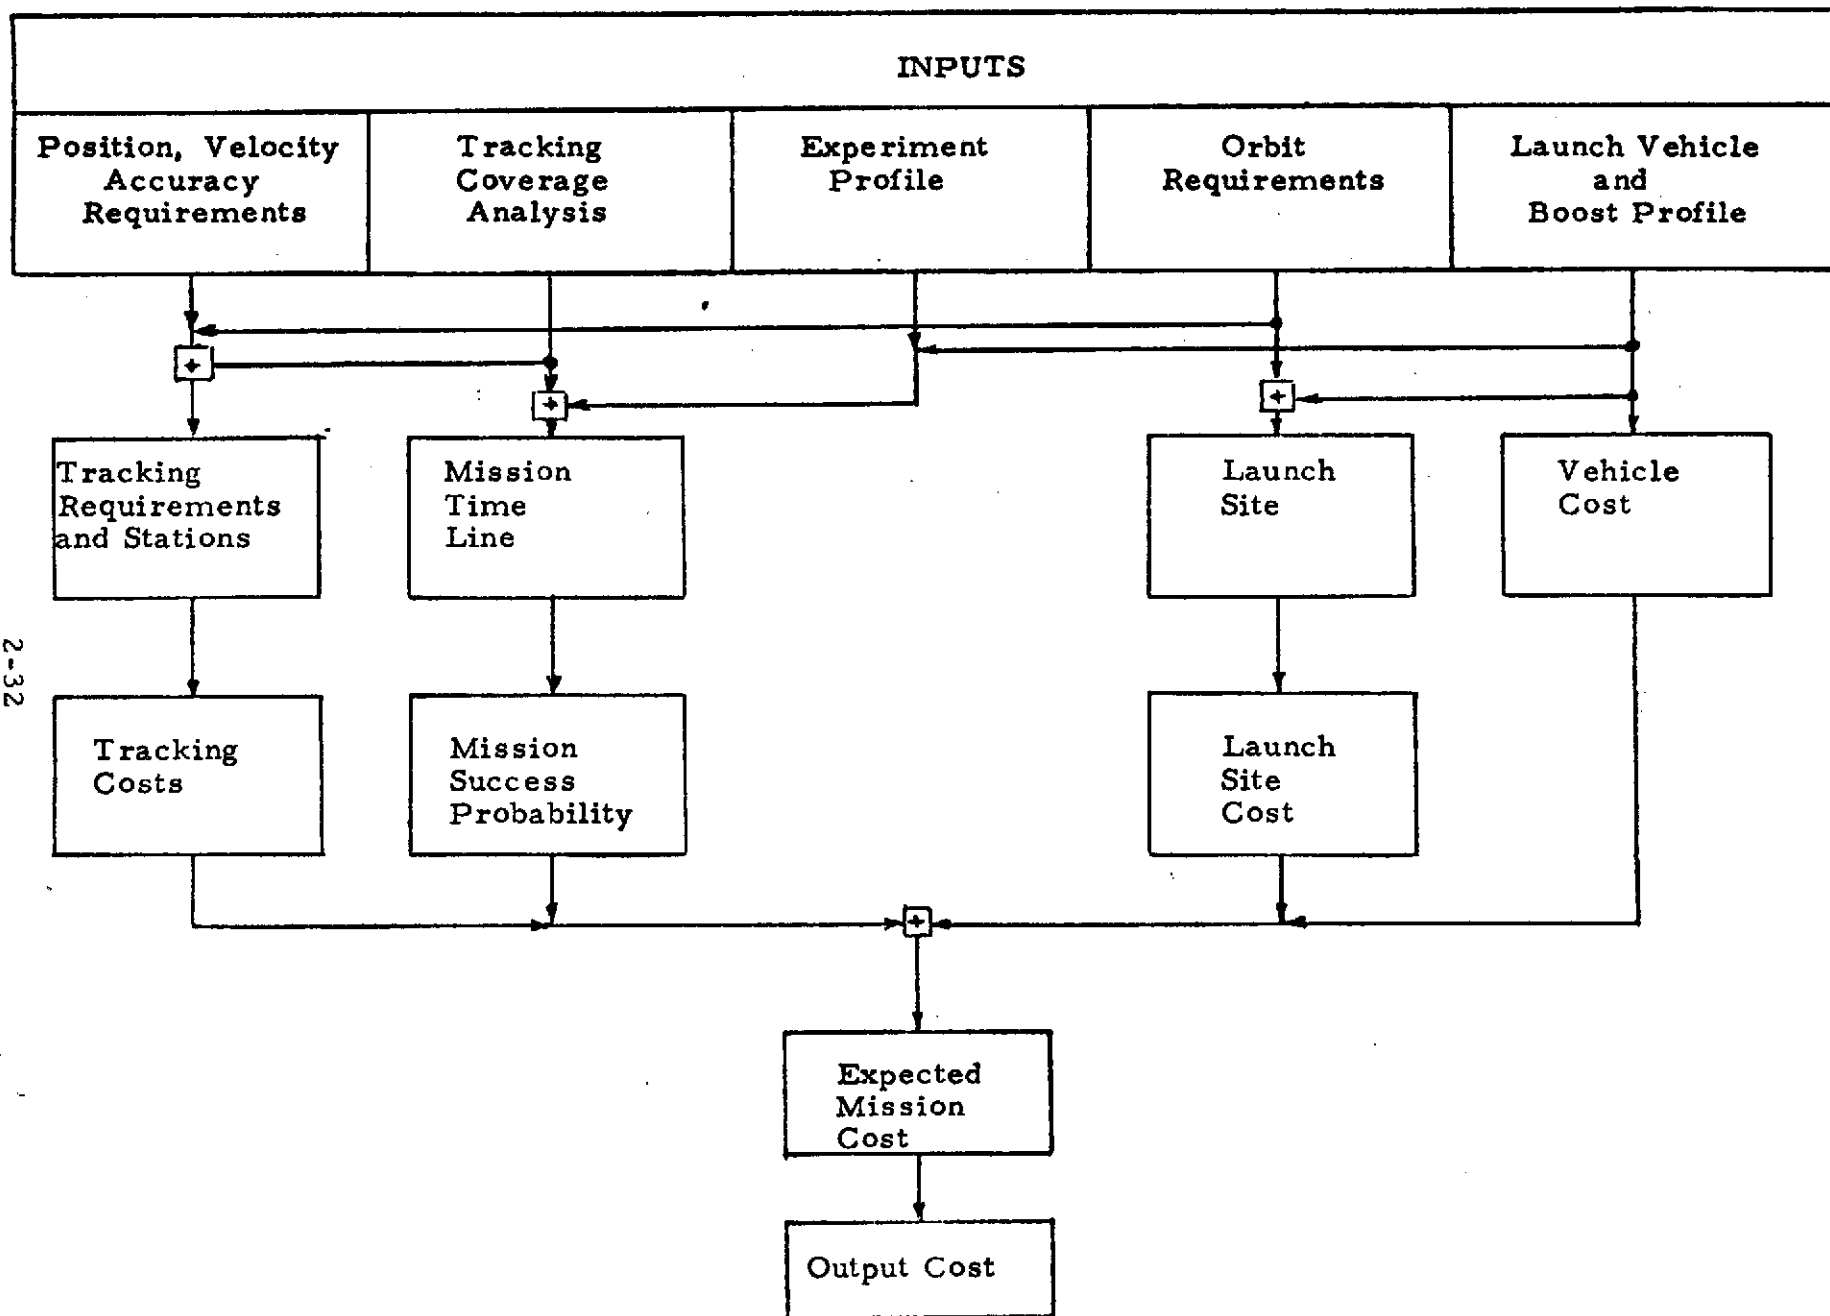 INPUTS
Position, Velocity
Accuracy
Requirements
Tracking
Coverage
Analysis
Experiment
Profile
Orbit
Requirements
Launch Vehicle
and
Boost Profile
+
+
+
Tracking
Requirements
and Stations
Mission
Time
Line
Launch
Site
Vehicle
Cost
2-32
Tracking
Costs
Mission
Success
Probability
Launch
Site
Cost
+
Expected
Mission
Cost
Output Cost